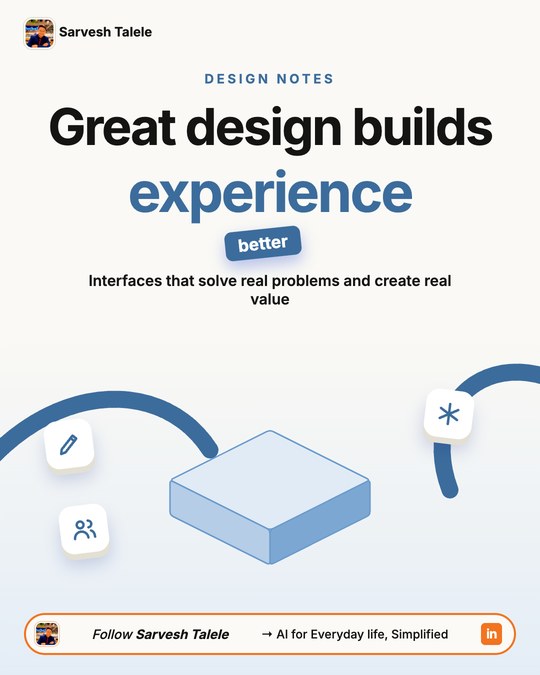 Sarvesh Talele
DESIGN NOTES
Great design builds
experience
better
Interfaces that solve real problems and create real
value
Follow Sarvesh Talele → AI for Everyday life, Simplified in